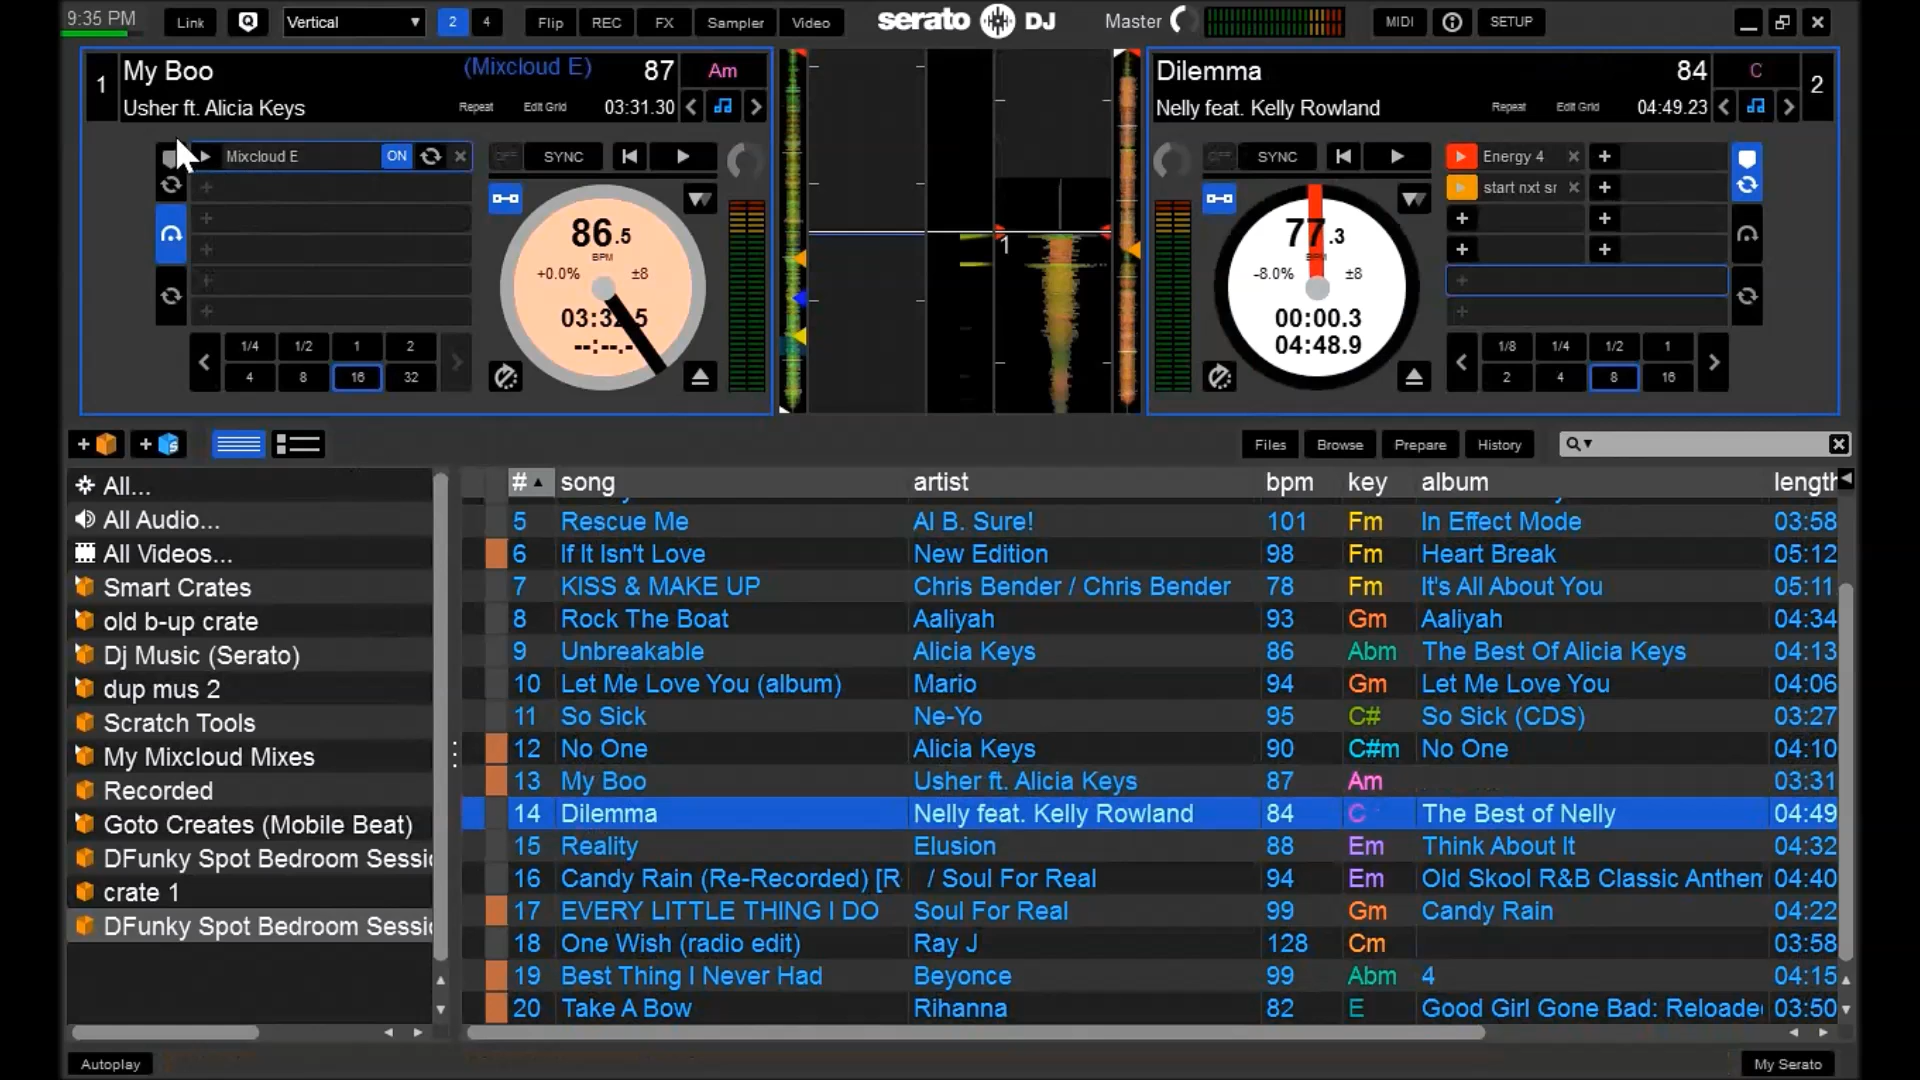 9:35 PM Link Vertical 2 4 Flip REC FX Sampler Video serato DJ Master MIDI SETUP
1 My Boo (Mixcloud E) 87 Am
Usher ft. Alicia Keys Repeat Edit Grid 03:31.30
Dilemma 84 C 2
Nelly feat. Kelly Rowland Repeat Edit Grid 04:49.23
Mixcloud E ON OFF SYNC
86.5
BPM
+0.0% ±8
--:--.-
1/4 1/2 1 2
4 8 16 32
1
OFF SYNC Energy 4
start nxt
77.3
BPM
-8.0% ±8
00:00.3
04:48.9
1/8 1/4 1/2 1
2 4 8 16
Files Browse Prepare History
All...
All Audio...
All Videos...
Smart Crates
old b-up crate
Dj Music (Serato)
dup mus 2
Scratch Tools
My Mixcloud Mixes
Recorded
Goto Creates (Mobile Beat)
DFunky Spot Bedroom Sessi
crate 1
DFunky Spot Bedroom Sessi
# song artist bpm key album length
5 Rescue Me Al B. Sure! 101 Fm In Effect Mode 03:58
6 If It Isn't Love New Edition 98 Fm Heart Break 05:12
7 KISS & MAKE UP Chris Bender / Chris Bender 78 Fm It's All About You 05:11
8 Rock The Boat Aaliyah 93 Gm Aaliyah 04:34
9 Unbreakable Alicia Keys 86 Abm The Best Of Alicia Keys 04:13
10 Let Me Love You (album) Mario 94 Gm Let Me Love You 04:06
11 So Sick Ne-Yo 95 C# So Sick (CDS) 03:27
12 No One Alicia Keys 90 C#m No One 04:10
13 My Boo Usher ft. Alicia Keys 87 Am 03:31
14 Dilemma Nelly feat. Kelly Rowland 84 C The Best of Nelly 04:49
15 Reality Elusion 88 Em Think About It 04:32
16 Candy Rain (Re-Recorded) [R / Soul For Real 94 Em Old Skool R&B Classic Anthem 04:40
17 EVERY LITTLE THING I DO Soul For Real 99 Gm Candy Rain 04:22
18 One Wish (radio edit) Ray J 128 Cm 03:58
19 Best Thing I Never Had Beyonce 99 Abm 4 04:15
20 Take A Bow Rihanna 82 E Good Girl Gone Bad: Reloade 03:50
Autoplay My Serato